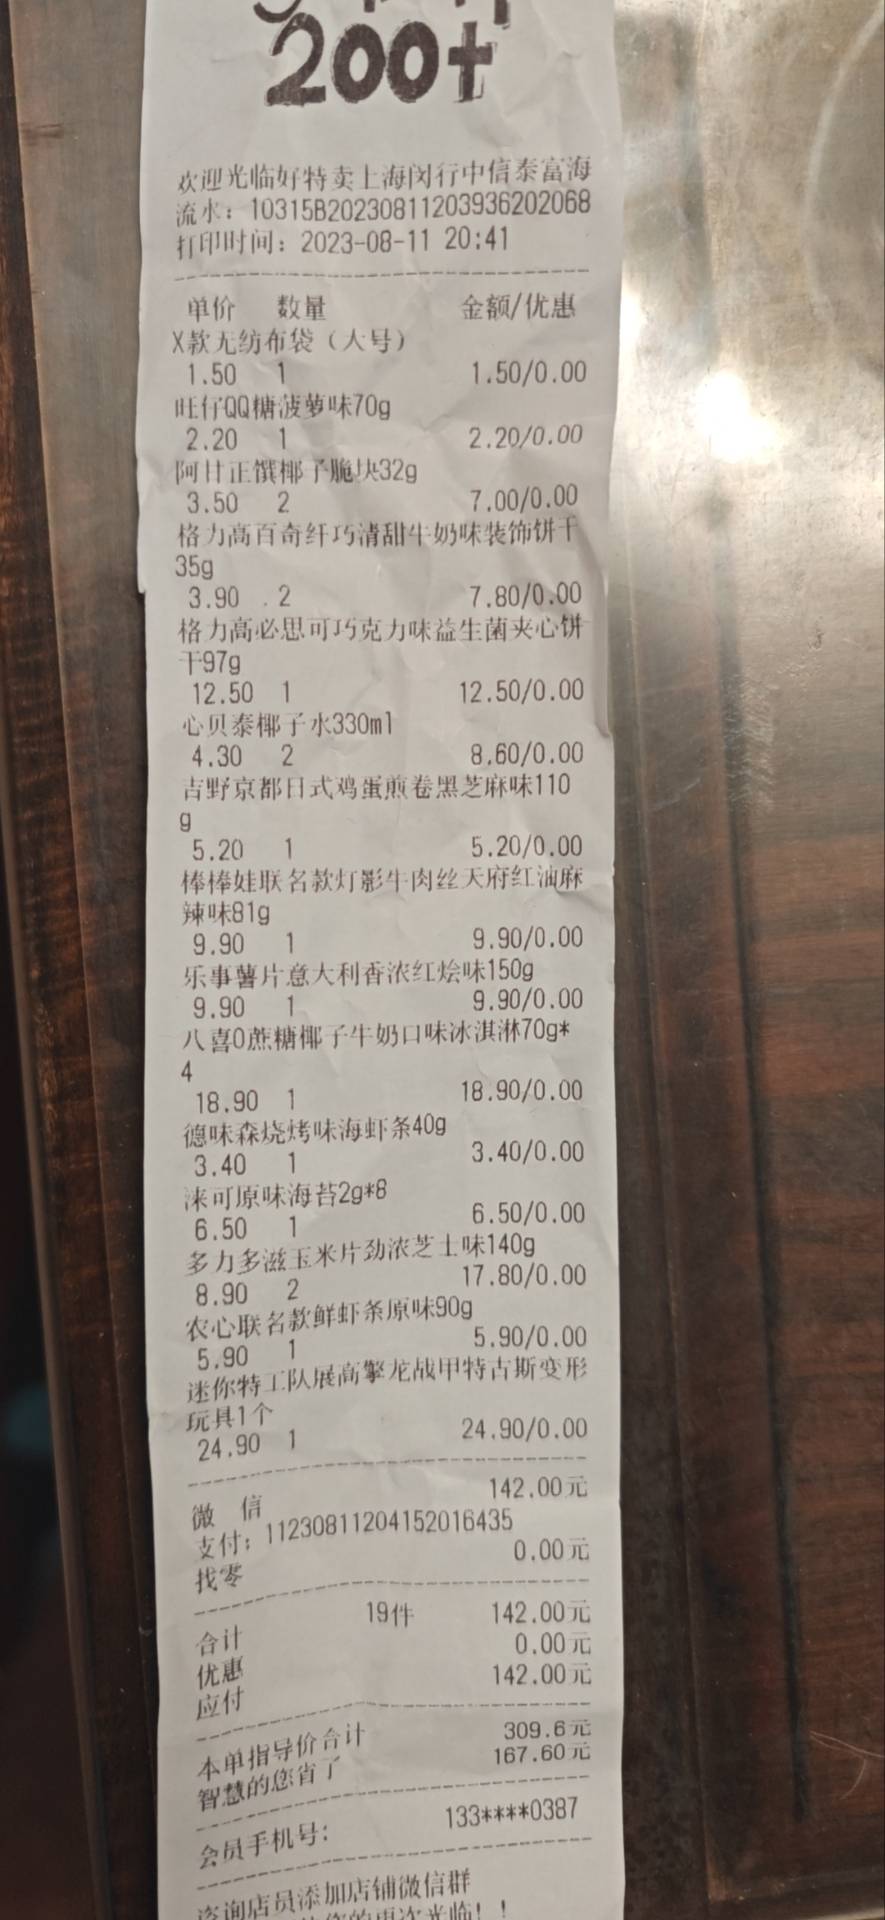 200+
欢迎光临好特卖上海闵行中信泰富海
流水：10315B20230811203936202068
打印时间：2023-08-11 20:41
单价 数量 金额/优惠
X款无纺布袋（大号）
1.50 1 1.50/0.00
旺仔QQ糖菠萝味70g
2.20 1 2.20/0.00
阿甘正馔椰子脆块32g
3.50 2 7.00/0.00
格力高百奇纤巧清甜牛奶味装饰饼干
35g
3.90 2 7.80/0.00
格力高必思可巧克力味益生菌夹心饼
干97g
12.50 1 12.50/0.00
心贝泰椰子水330ml
4.30 2 8.60/0.00
吉野京都日式鸡蛋煎卷黑芝麻味110
g
5.20 1 5.20/0.00
棒棒娃联名款灯影牛肉丝天府红油麻
辣味81g
9.90 1 9.90/0.00
乐事薯片意大利香浓红烩味150g
9.90 1 9.90/0.00
八喜0蔗糖椰子牛奶口味冰淇淋70g*
4
18.90 1 18.90/0.00
德味森烧烤味海虾条40g
3.40 1 3.40/0.00
涞可原味海苔2g*8
6.50 1 6.50/0.00
多力多滋玉米片劲浓芝士味140g
8.90 2 17.80/0.00
农心联名款鲜虾条原味90g
5.90 1 5.90/0.00
迷你特工队展高擎龙战甲特古斯变形
玩具1个
24.90 1 24.90/0.00
微 信 142.00元
支付：11230811204152016435
找零 0.00元
合计 19件 142.00元
优惠 0.00元
应付 142.00元
本单指导价合计 309.6元
智慧的您省了 167.60元
会员手机号： 133****0387
咨询店员添加店铺微信群
的再次光临！！